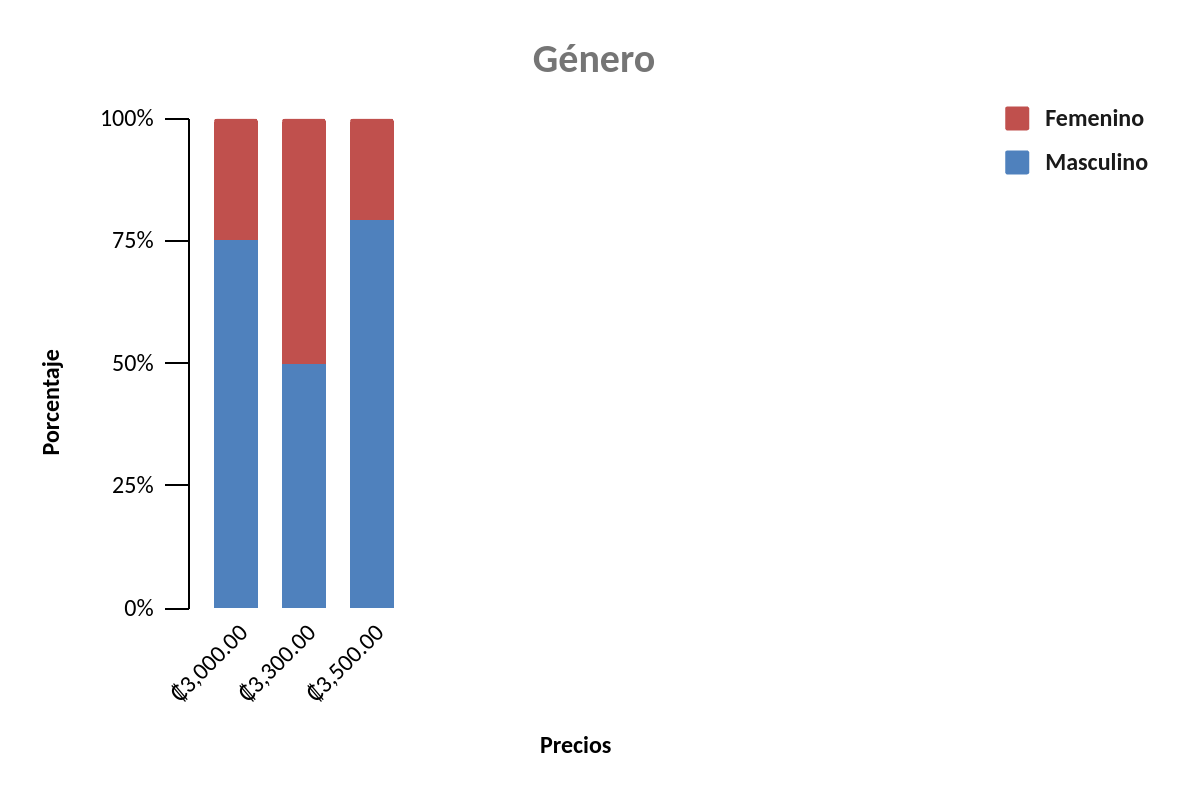 Género
Femenino
Masculino
Porcentaje
100%
75%
50%
25%
0%
₡3,000.00
₡3,300.00
₡3,500.00
Precios